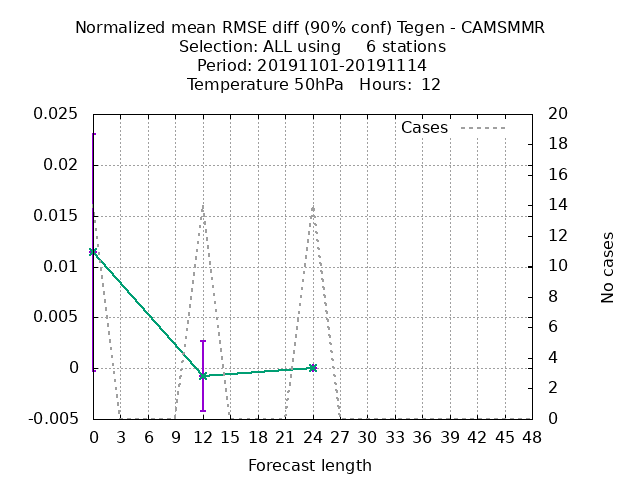 Normalized mean RMSE diff (90% conf) Tegen - CAMSMMR
Selection: ALL using     6 stations
Period: 20191101-20191114
Temperature 50hPa   Hours:  12
Cases
0.025
0.02
0.015
0.01
0.005
0
-0.005
20
18
16
14
12
10
8
6
4
2
0
No cases
0 3 6 9 12 15 18 21 24 27 30 33 36 39 42 45 48
Forecast length